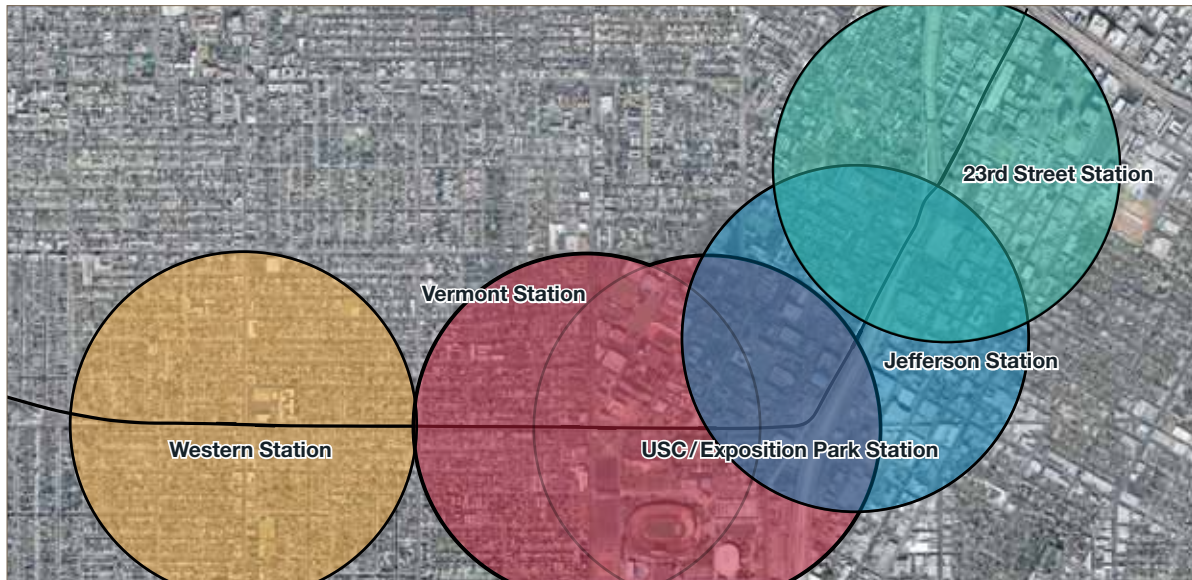 23rd Street Station
Vermont Station
Jefferson Station
Western Station
USC/Exposition Park Station